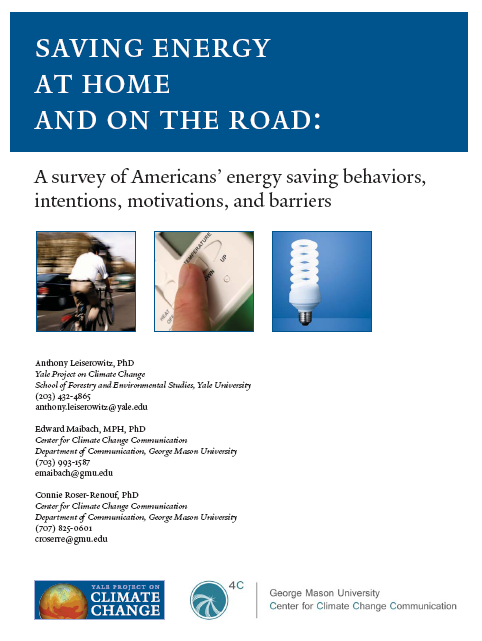 SAVING ENERGY
AT HOME
AND ON THE ROAD:
A survey of Americans' energy saving behaviors,
intentions, motivations, and barriers
TEMPERATURE
UP
HEAT
Anthony Leiserowitz, PhD
Yale Project on Climate Change
School of Forestry and Environmental Studies, Yale University
(203) 432-4865
anthony.leiserowitz@yale.edu
Edward Maibach, MPH, PhD
Center for Climate Change Communication
Department of Communication, George Mason University
(703) 993-1587
emaibach@gmu.edu
Connie Roser-Renouf, PhD
Center for Climate Change Communication
Department of Communication, George Mason University
(707) 825-0601
croserre@gmu.edu
YALE PROJECT ON
CLIMATE
CHANGE
4C
George Mason University
Center for Climate Change Communication